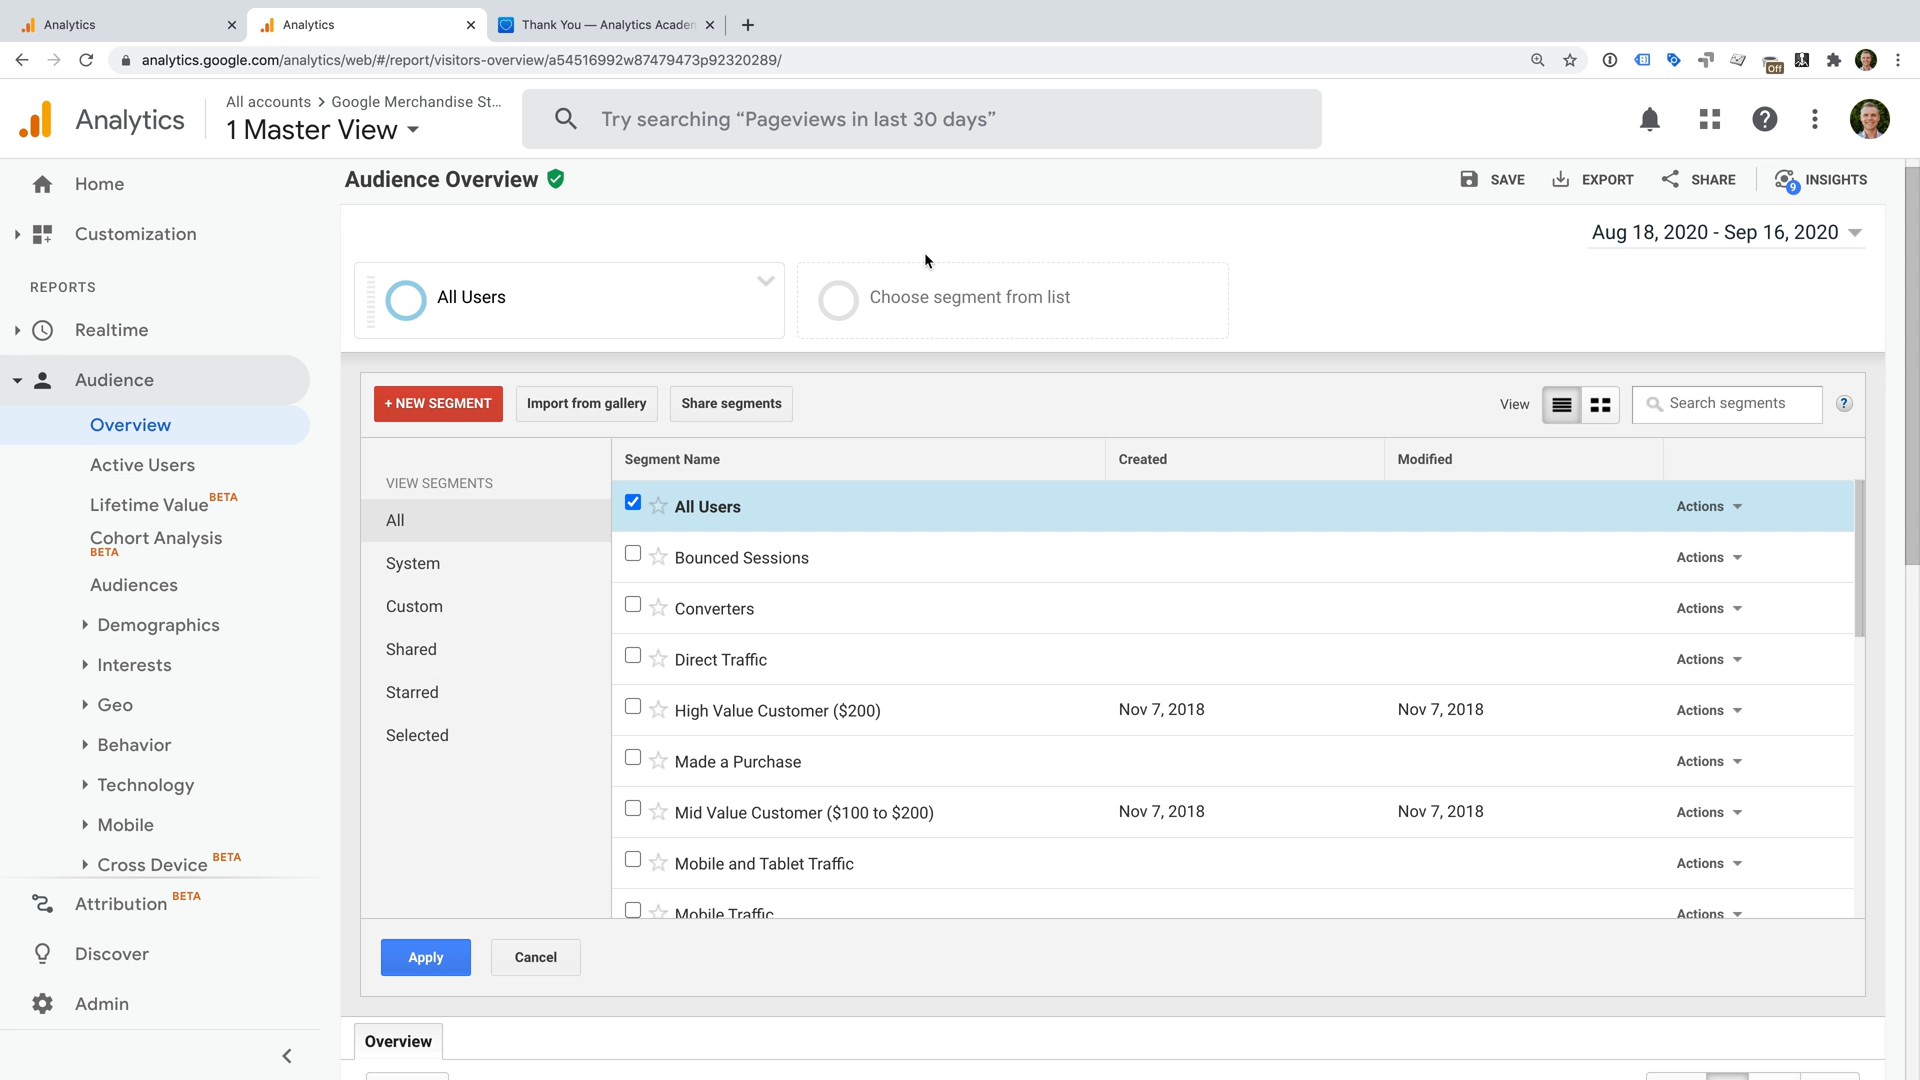 Analytics
Analytics
Thank You — Analytics Academ
analytics.google.com/analytics/web/#/report/visitors-overview/a54516992w87479473p92320289/
Off
Analytics
All accounts > Google Merchandise St...
1 Master View
Try searching “Pageviews in last 30 days”
Home
Customization
REPORTS
Realtime
Audience
Overview
Active Users
Lifetime Value BETA
Cohort Analysis
BETA
Audiences
Demographics
Interests
Geo
Behavior
Technology
Mobile
Cross Device BETA
Attribution BETA
Discover
Admin
Audience Overview
SAVE
EXPORT
SHARE
9
INSIGHTS
Aug 18, 2020 - Sep 16, 2020
All Users
Choose segment from list
+ NEW SEGMENT
Import from gallery
Share segments
View
Search segments
?
VIEW SEGMENTS
All
System
Custom
Shared
Starred
Selected
Segment Name Created Modified
All Users Actions
Bounced Sessions Actions
Converters Actions
Direct Traffic Actions
High Value Customer ($200) Nov 7, 2018 Nov 7, 2018 Actions
Made a Purchase Actions
Mid Value Customer ($100 to $200) Nov 7, 2018 Nov 7, 2018 Actions
Mobile and Tablet Traffic Actions
Mobile Traffic Actions
Apply
Cancel
Overview